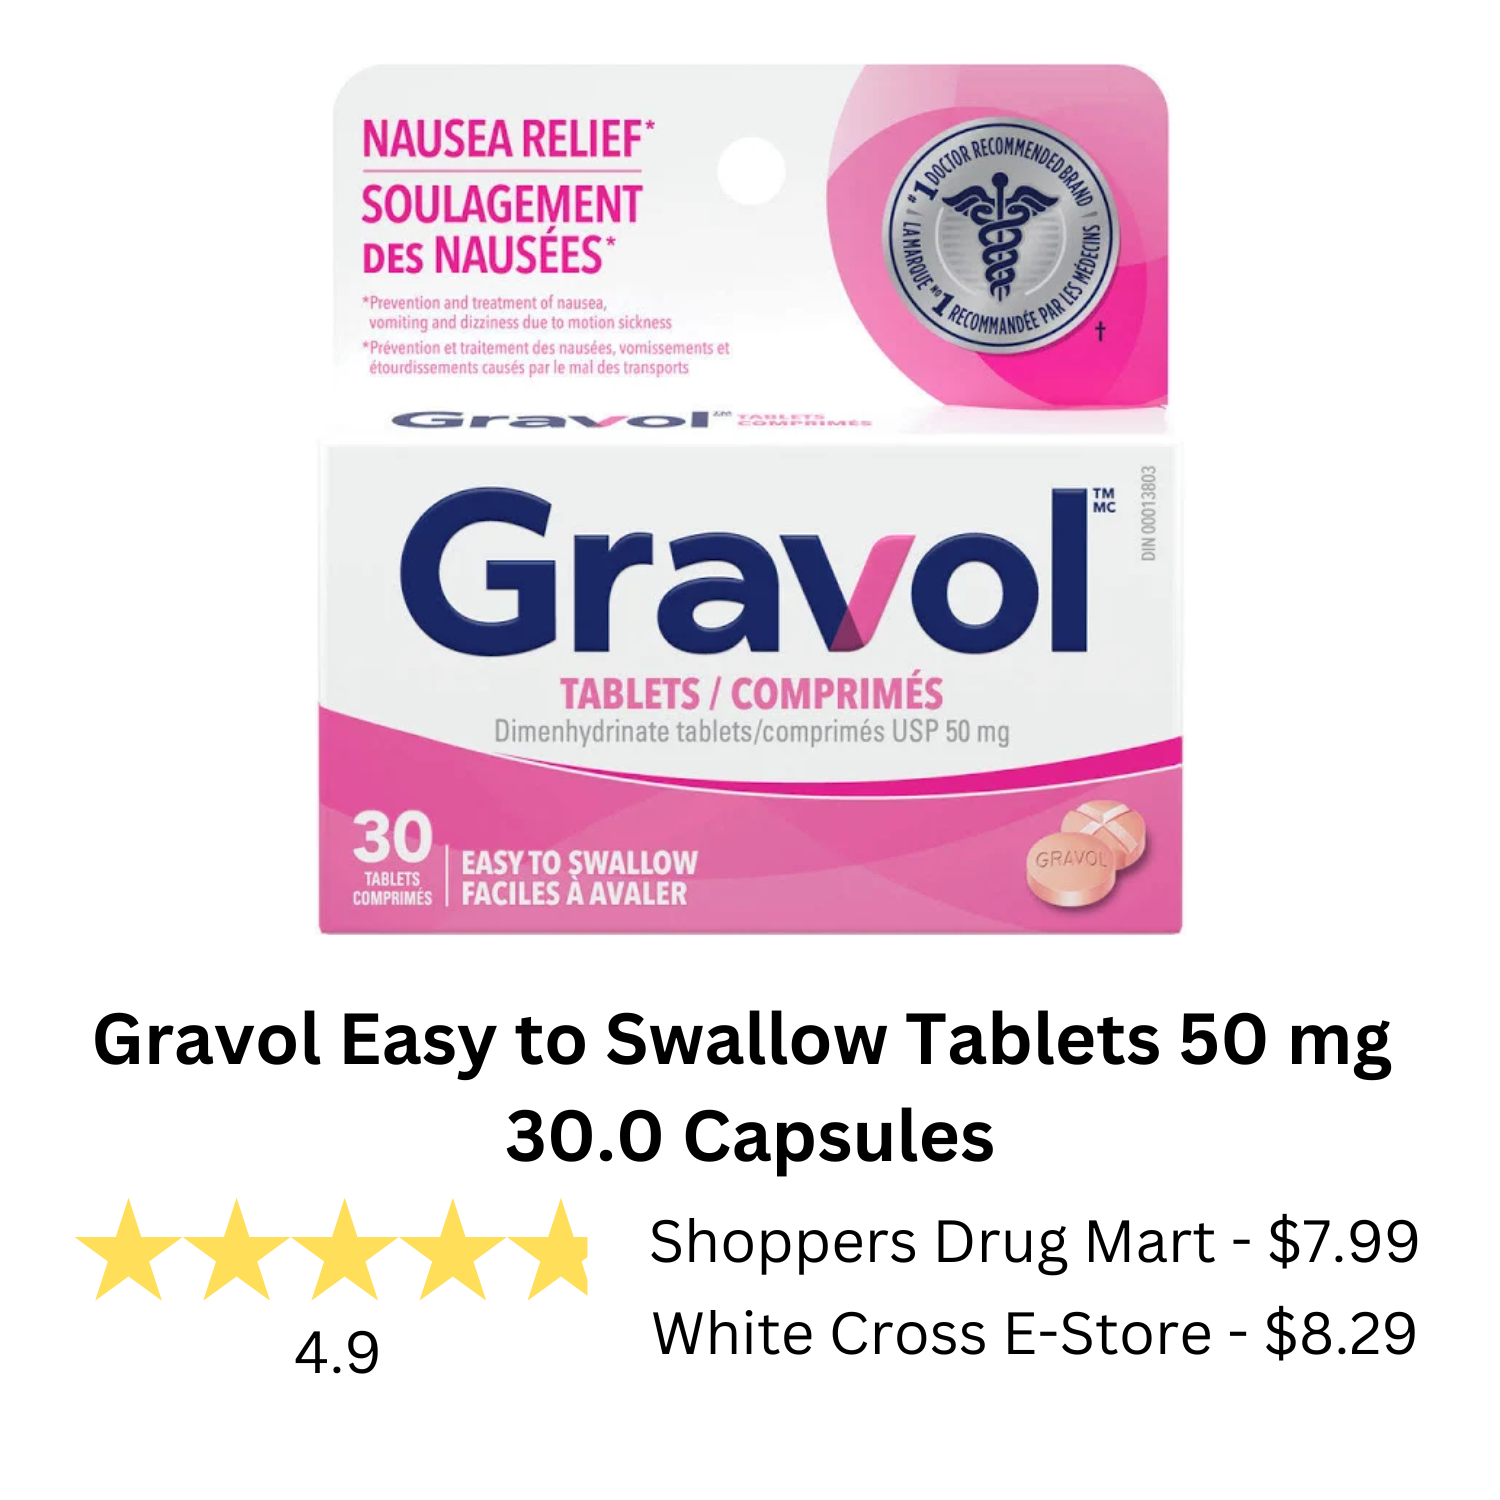 NAUSEA RELIEF*
SOULAGEMENT
DES NAUSÉES*
*Prevention and treatment of nausea,
vomiting and dizziness due to motion sickness
*Prévention et traitement des nausées, vomissements et
étourdissements causés par le mal des transports
#1 DOCTOR RECOMMENDED BRAND
LA MARQUE No 1 RECOMMANDÉE PAR LES MÉDECINS
†
Gravol™ TABLETS
COMPRIMÉS
Gravol
TM
MC
DIN 00013803
TABLETS / COMPRIMÉS
Dimenhydrinate tablets/comprimés USP 50 mg
30
TABLETS
COMPRIMÉS
EASY TO SWALLOW
FACILES À AVALER
GRAVOL
Gravol Easy to Swallow Tablets 50 mg
30.0 Capsules
4.9
Shoppers Drug Mart - $7.99
White Cross E-Store - $8.29